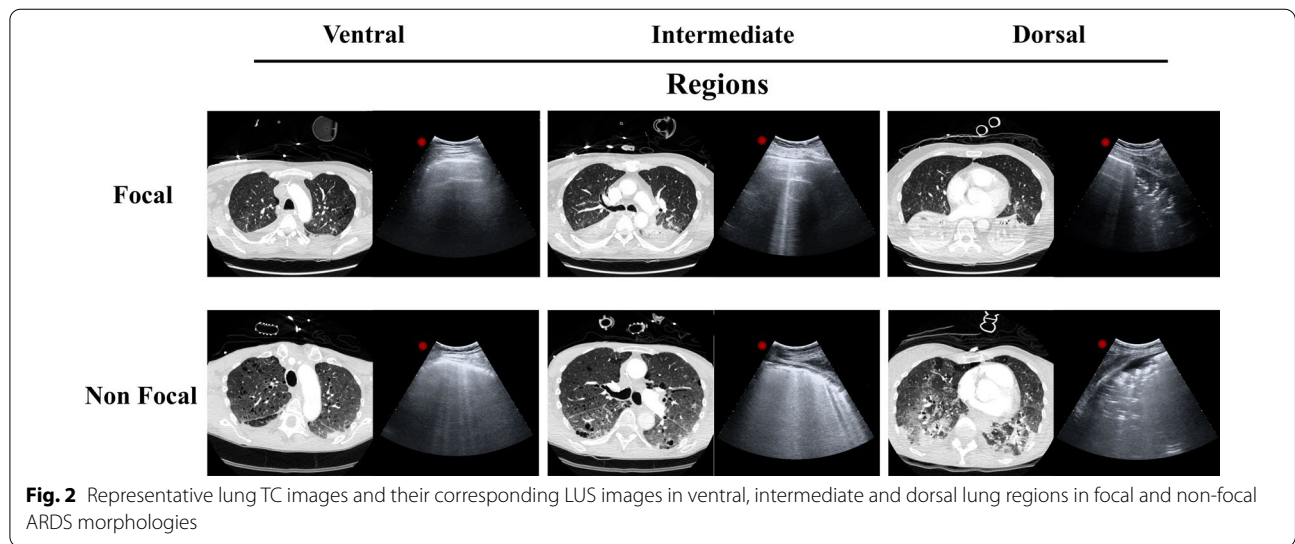 Ventral Intermediate Dorsal
Regions
Focal
Non Focal
Fig. 2 Representative lung TC images and their corresponding LUS images in ventral, intermediate and dorsal lung regions in focal and non-focal
ARDS morphologies